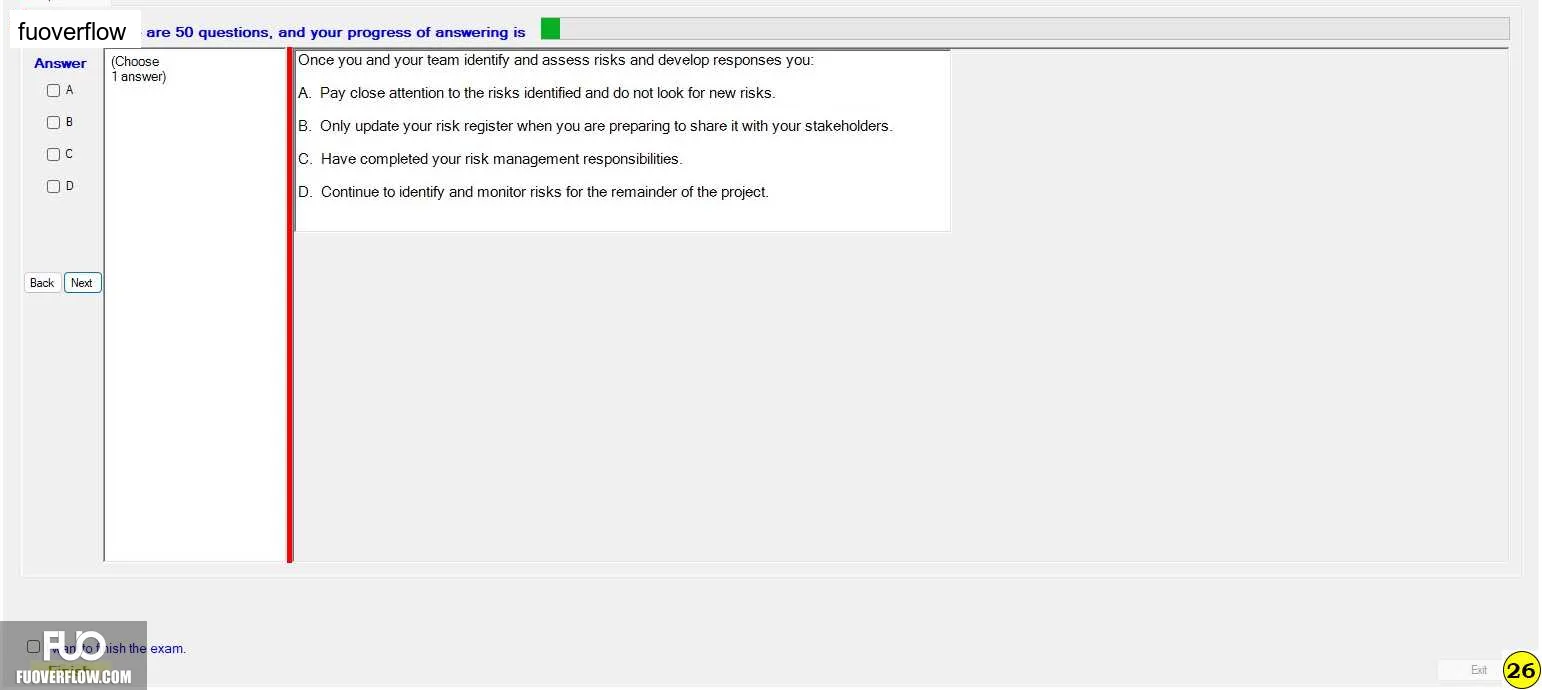 fuoverflow are 50 questions, and your progress of answering is
Answer
A
B
C
D
Back Next
(Choose
1 answer)
Once you and your team identify and assess risks and develop responses you:
A. Pay close attention to the risks identified and do not look for new risks.
B. Only update your risk register when you are preparing to share it with your stakeholders.
C. Have completed your risk management responsibilities.
D. Continue to identify and monitor risks for the remainder of the project.
FUO
to finish the exam.
Finish
FUOVERFLOW.COM
Exit
26